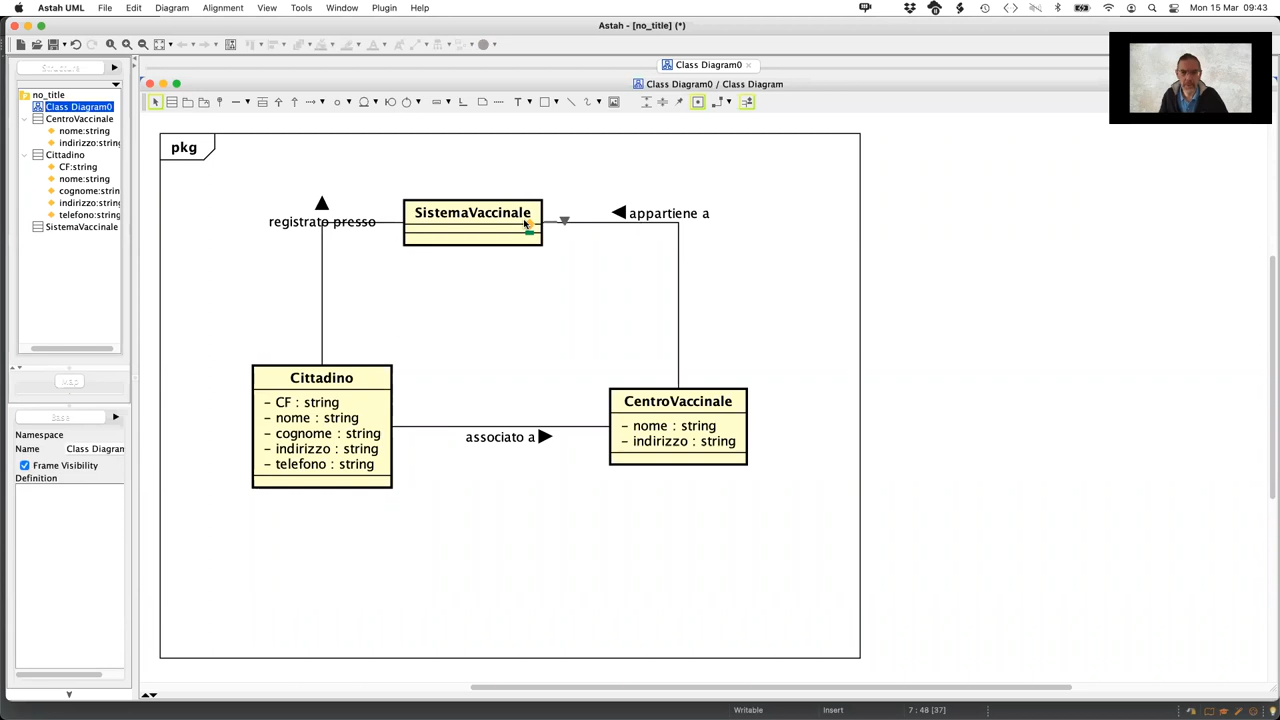 Astah UML File Edit Diagram Alignment View Tools Window Plugin Help Mon 15 Mar 09:43
Astah - [no_title] (*)
Structure
Class Diagram0
no_title
Class Diagram0
CentroVaccinale
nome:string
indirizzo:string
Cittadino
CF:string
nome:string
cognome:strin
indirizzo:string
telefono:string
SistemaVaccinale
Map
Base
Namespace
Name Class Diagram
Frame Visibility
Definition
Class Diagram0 / Class Diagram
pkg
SistemaVaccinale
registrato presso
appartiene a
Cittadino
– CF : string
– nome : string
– cognome : string
– indirizzo : string
– telefono : string
CentroVaccinale
– nome : string
– indirizzo : string
associato a
Writable Insert 7 : 48 [37]